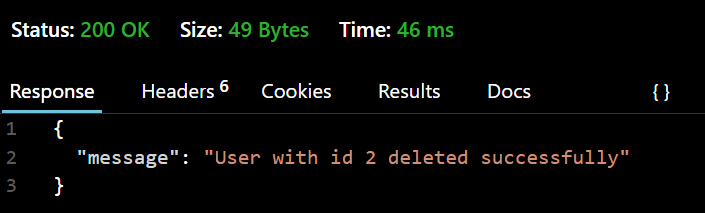 Status: 200 OK Size: 49 Bytes Time: 46 ms
Response Headers 6 Cookies Results Docs { }
1 {
2 "message": "User with id 2 deleted successfully"
3 }